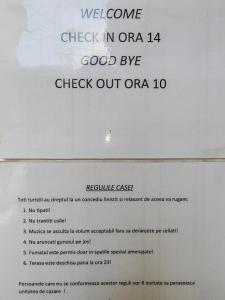 WELCOME
CHECK IN ORA 14
GOOD BYE
CHECK OUT ORA 10
REGULILE CASEI
Toti turistii au dreptul la un concediu linistit si relaxant de aceea va rugam:
1. Nu tipati!
2. Nu trantiti usile!
3. Muzica se asculta la volum acceptabil fara sa deranjeze pe ceilati!
4. Nu aruncati gunoiul pe jos!
5. Fumatul este permis doar in spatiile special amenajate!
6. Terasa este deschisa pana la ora 23!
Persoanele care nu se conformeaza acestor reguli vor fi invitate sa paraseasca
unitatea de cazare !